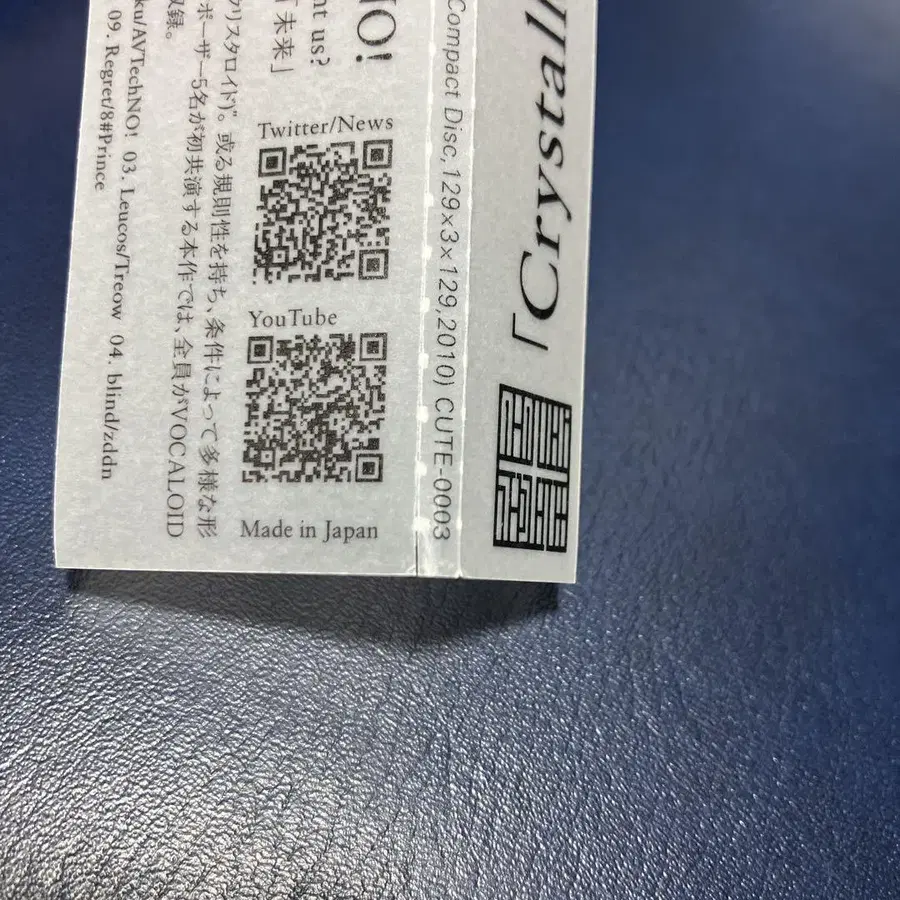 「Crystall
Compact Disc, 129×3×129,2010) CUTE-0003
NO!
nt us?
「未来」
Twitter/News
YouTube
Made in Japan
クリスタロイド)”。或る規則性を持ち、条件によって多様な形
ポーザー5名が初共演する本作では、全員がVOCALOID
収録。
ku/AVTechNO! 03. Leucos/Treow 04. blind/zddn
09. Regret/8#Prince